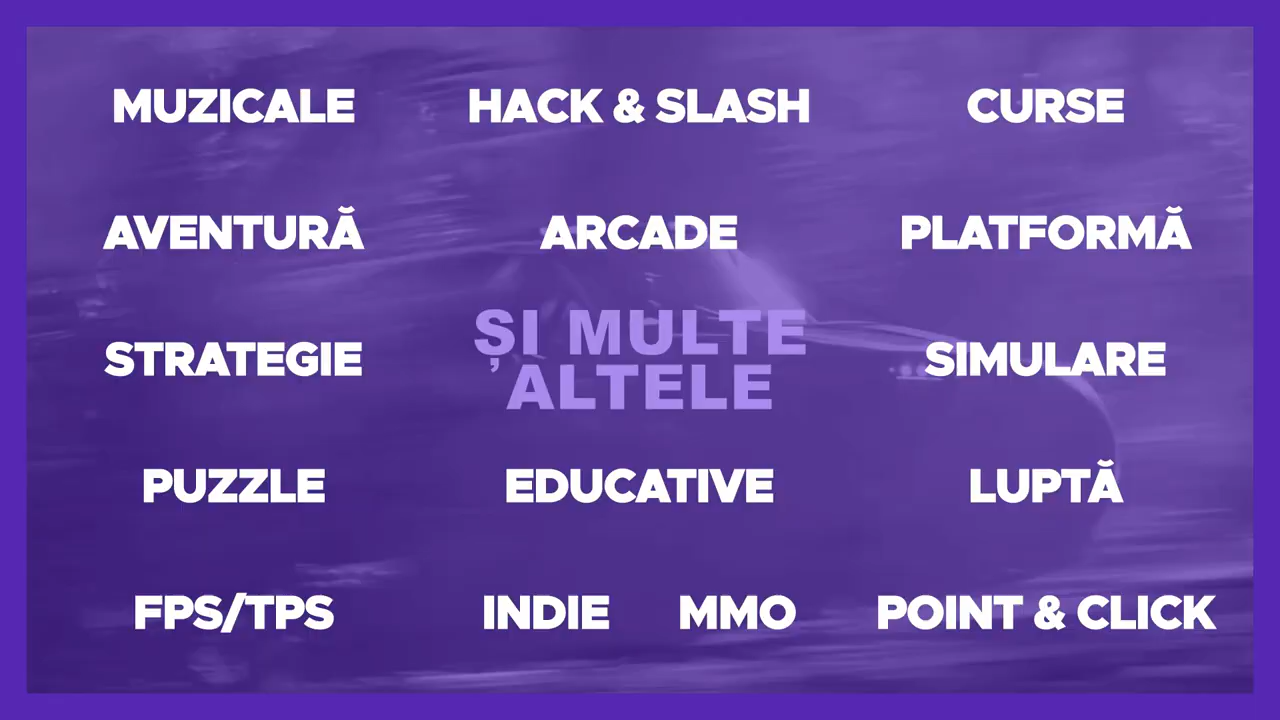 MUZICALE
HACK & SLASH
CURSE
AVENTURĂ
ARCADE
PLATFORMĂ
STRATEGIE
ȘI MULTE
ALTELE
SIMULARE
PUZZLE
EDUCATIVE
LUPTĂ
FPS/TPS
INDIE
MMO
POINT & CLICK